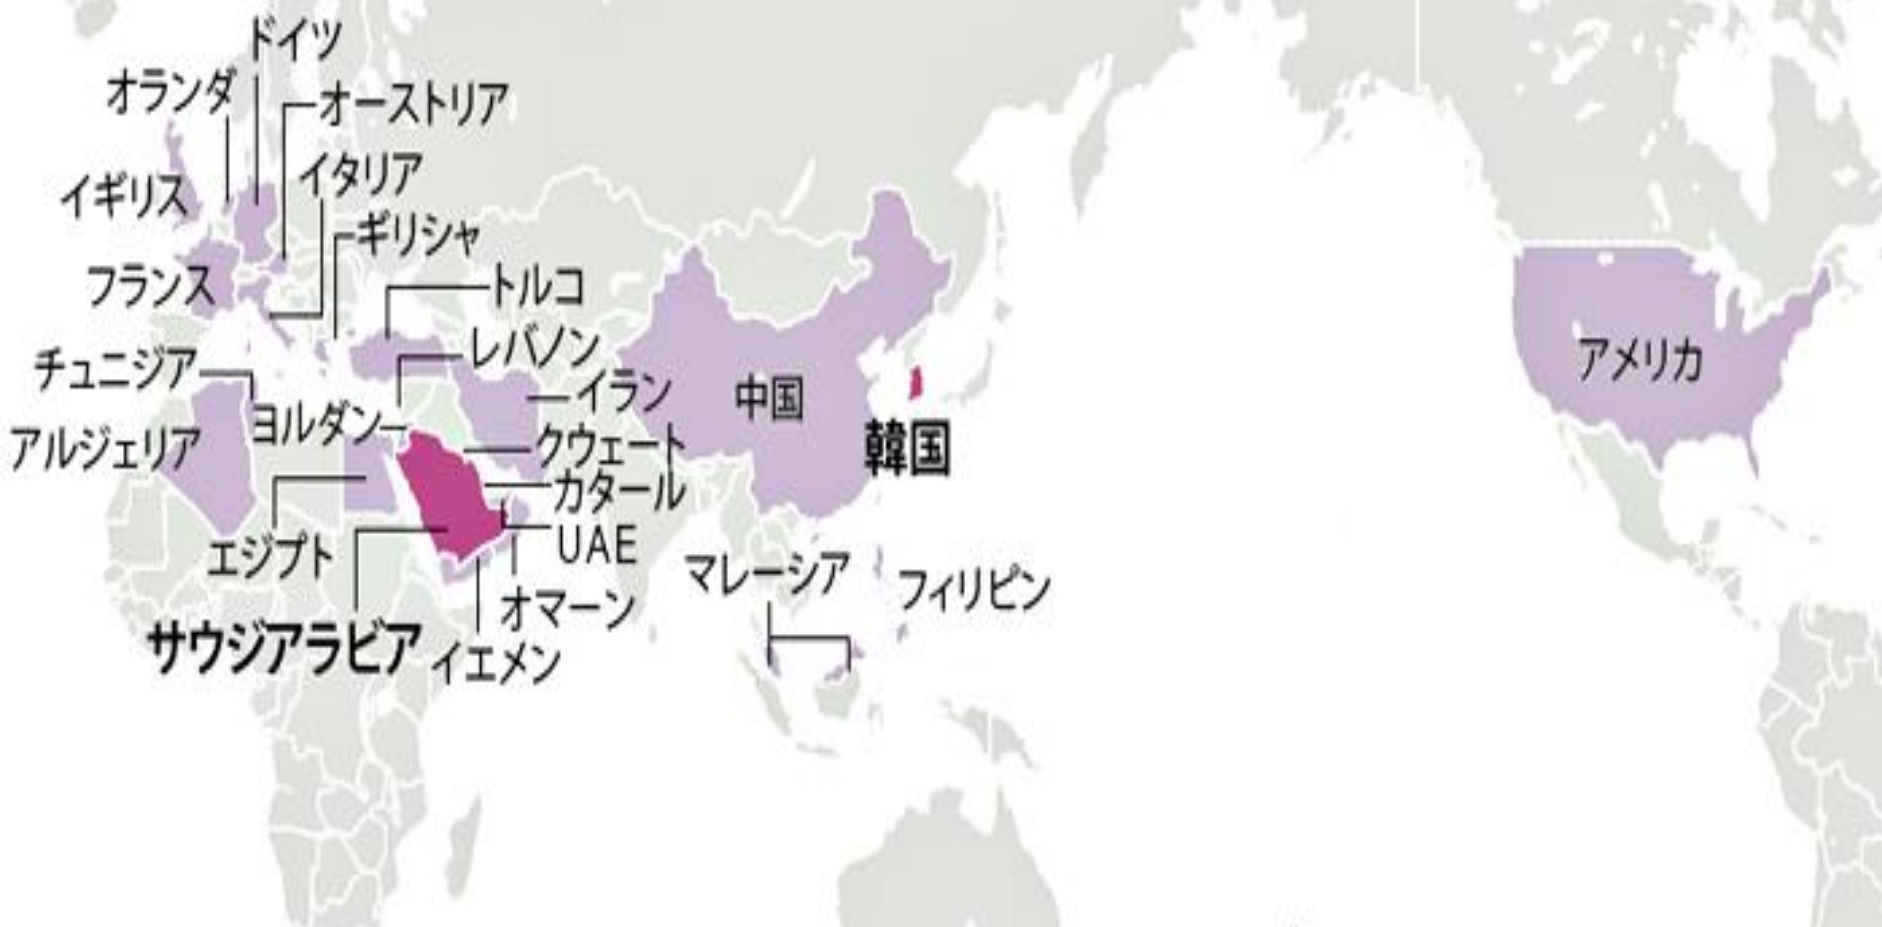 ドイツ
オランダ
オーストリア
イタリア
イギリス
ギリシャ
フランス
トルコ
レバノン
チュニジア
イラン
中国
アメリカ
ヨルダン
アルジェリア
クウェート
韓国
カタール
エジプト
UAE
マレーシア
フィリピン
オマーン
サウジアラビア
イエメン